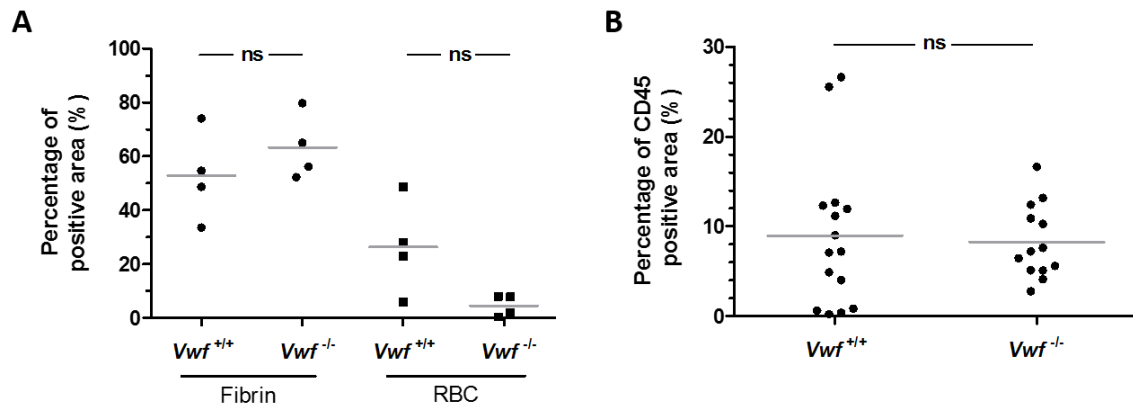 A
Percentage of
positive area (% )
100
80
60
40
20
0
ns
ns
Vwf +/+
Vwf -/-
Vwf +/+
Vwf -/-
Fibrin
RBC
B
Percentage of CD45
positive area (% )
30
20
10
0
ns
Vwf +/+
Vwf -/-